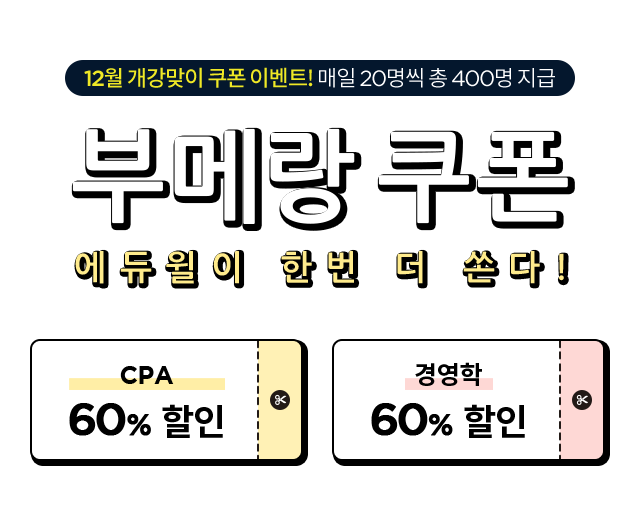 12월 개강맞이 쿠폰 이벤트! 매일 20명씩 총 400명 지급
부메랑 쿠폰
에듀윌이 한번 더 쏜다!
CPA
60% 할인
경영학
60% 할인